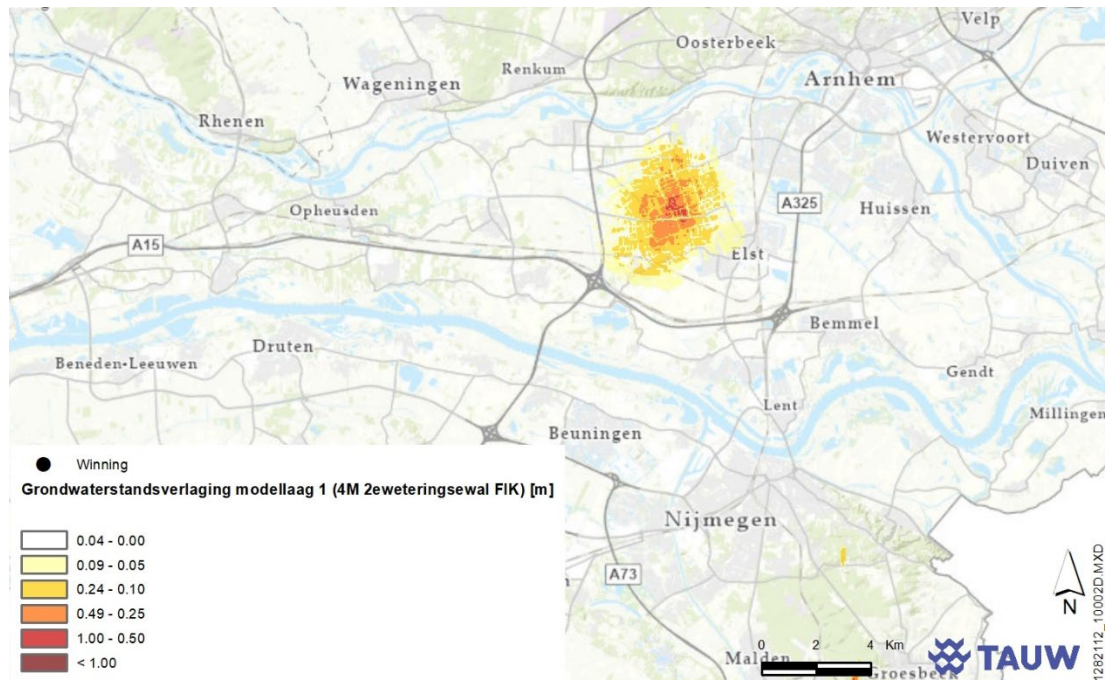 Velp
Oosterbeek
Renkum
Arnhem
Wageningen
Rhenen
Westervoort
Duiven
A325
Huissen
Opheusden
A15
Elst
Bemmel
Druten
Beneden-Leeuwen
Gendt
Lent
Millingen
Beuningen
Winning
Grondwaterstandsverlaging modellaag 1 (4M 2eweteringsewal FIK) [m]
Nijmegen
0.04 - 0.00
0.09 - 0.05
0.24 - 0.10
A73
0.49 - 0.25
N
1.00 - 0.50
0 2 4 Km
< 1.00
Malden
Groesbeek
TAUW
1282112_10002D.MXD